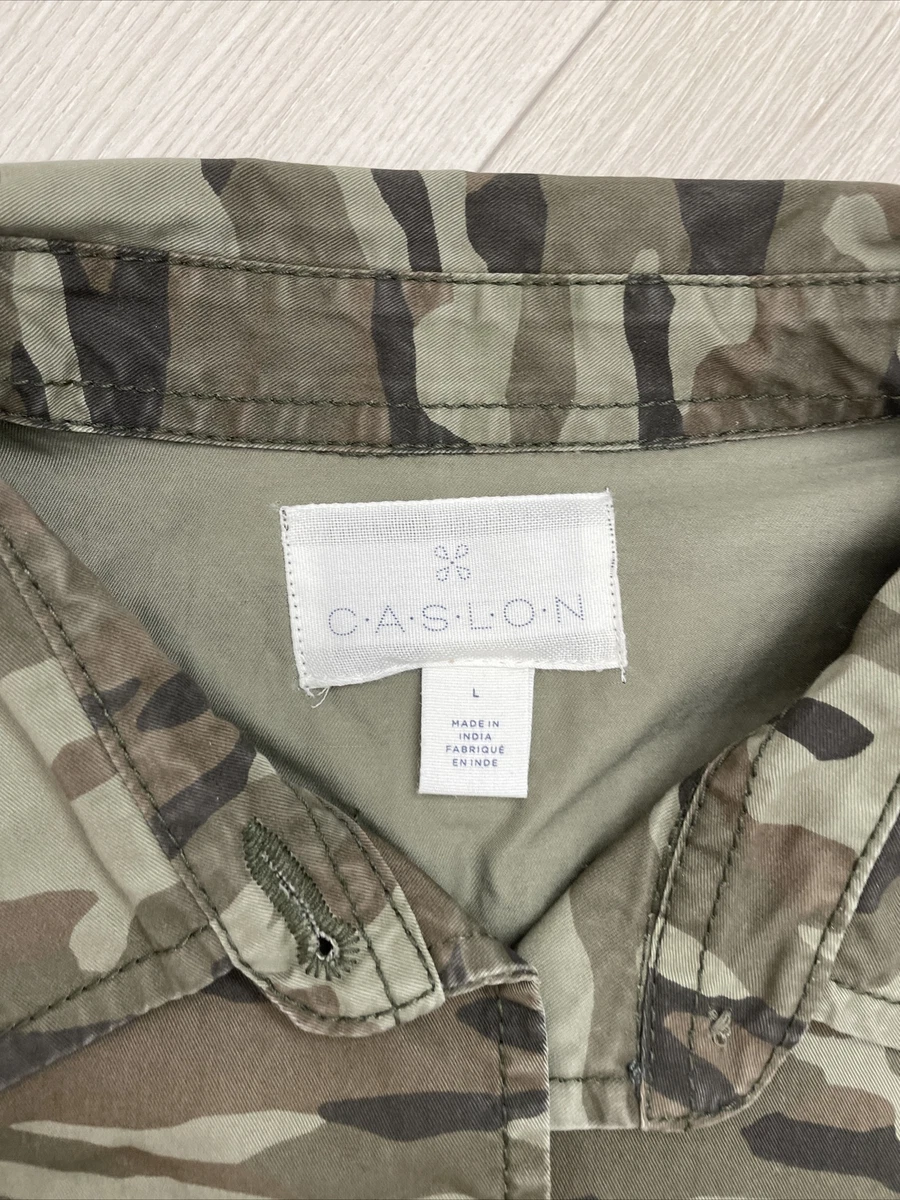 C·A·S·L·O·N
L
MADE IN
INDIA
FABRIQUÉ
EN INDE